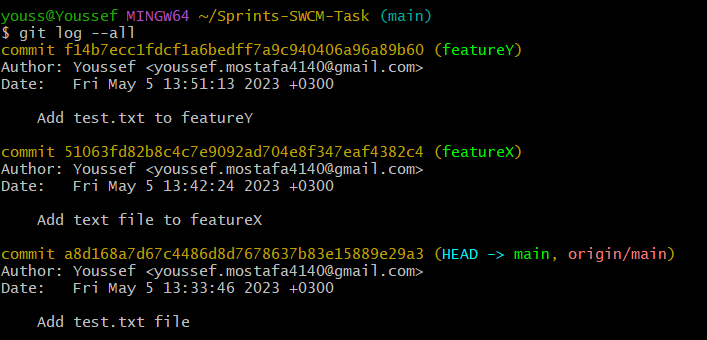 youss@Youssef MINGW64 ~/Sprints-SWCM-Task (main)
$ git log --all
commit f14b7ecc1fdcf1a6bedff7a9c940406a96a89b60 (featureY)
Author: Youssef <youssef.mostafa4140@gmail.com>
Date:   Fri May 5 13:51:13 2023 +0300
    Add test.txt to featureY
commit 51063fd82b8c4c7e9092ad704e8f347eaf4382c4 (featureX)
Author: Youssef <youssef.mostafa4140@gmail.com>
Date:   Fri May 5 13:42:24 2023 +0300
    Add text file to featureX
commit a8d168a7d67c4486d8d7678637b83e15889e29a3 (HEAD -> main, origin/main)
Author: Youssef <youssef.mostafa4140@gmail.com>
Date:   Fri May 5 13:33:46 2023 +0300
    Add test.txt file